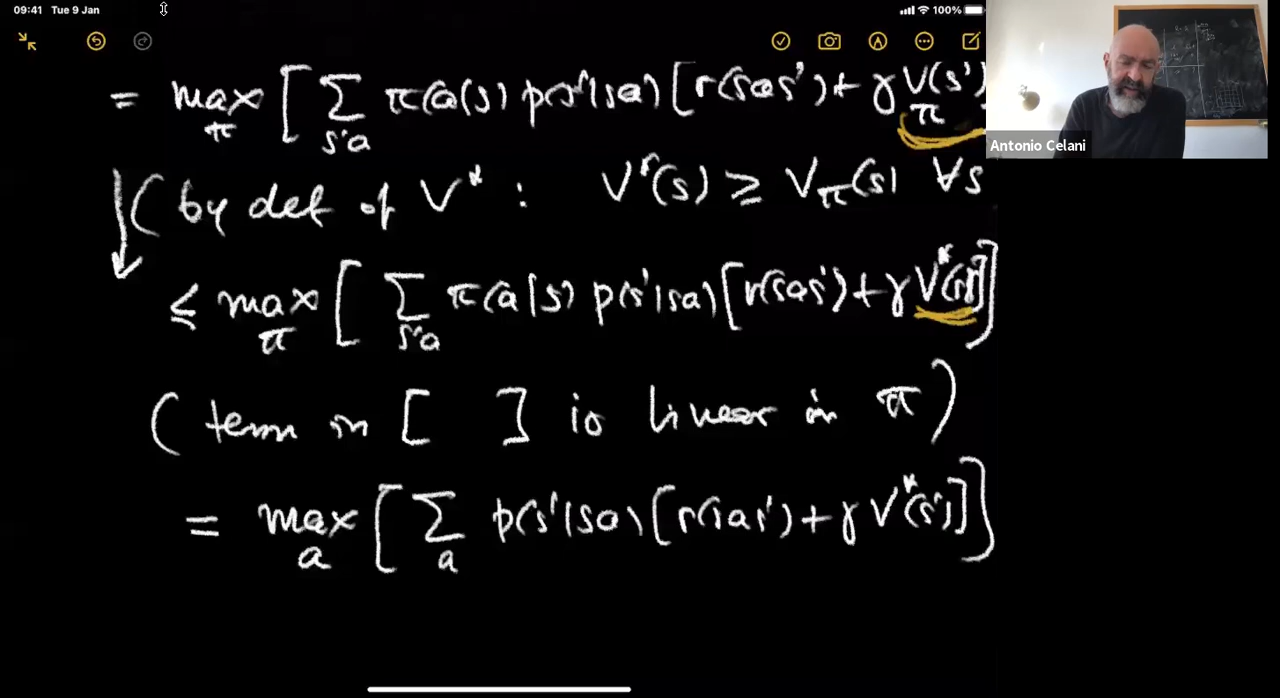 09:41 Tue 9 Jan 100%
= max_π [ Σ_{s'a} π(a|s) p(s'|sa) [r(sas') + γ V_π(s')
Antonio Celani
( by def of V* : V*(s) ≥ V_π(s) ∀s
≤ max_π [ Σ_{s'a} π(a|s) p(s'|sa) [r(sas') + γ V*(s')] ]
( term in [ ] is linear in π )
= max_a [ Σ_a p(s'|sa) [r(sas') + γ V*(s')] ]